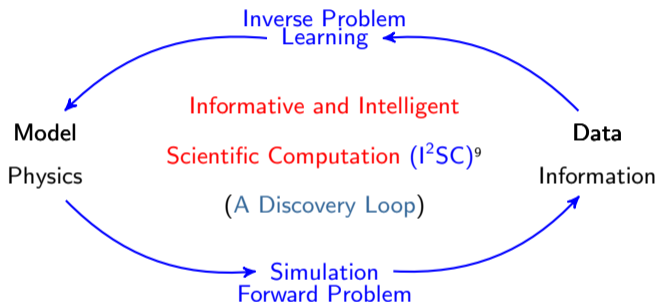 Inverse Problem
Learning
Informative and Intelligent
Model
Data
Scientific Computation (I²SC)⁹
Physics
Information
(A Discovery Loop)
Simulation
Forward Problem